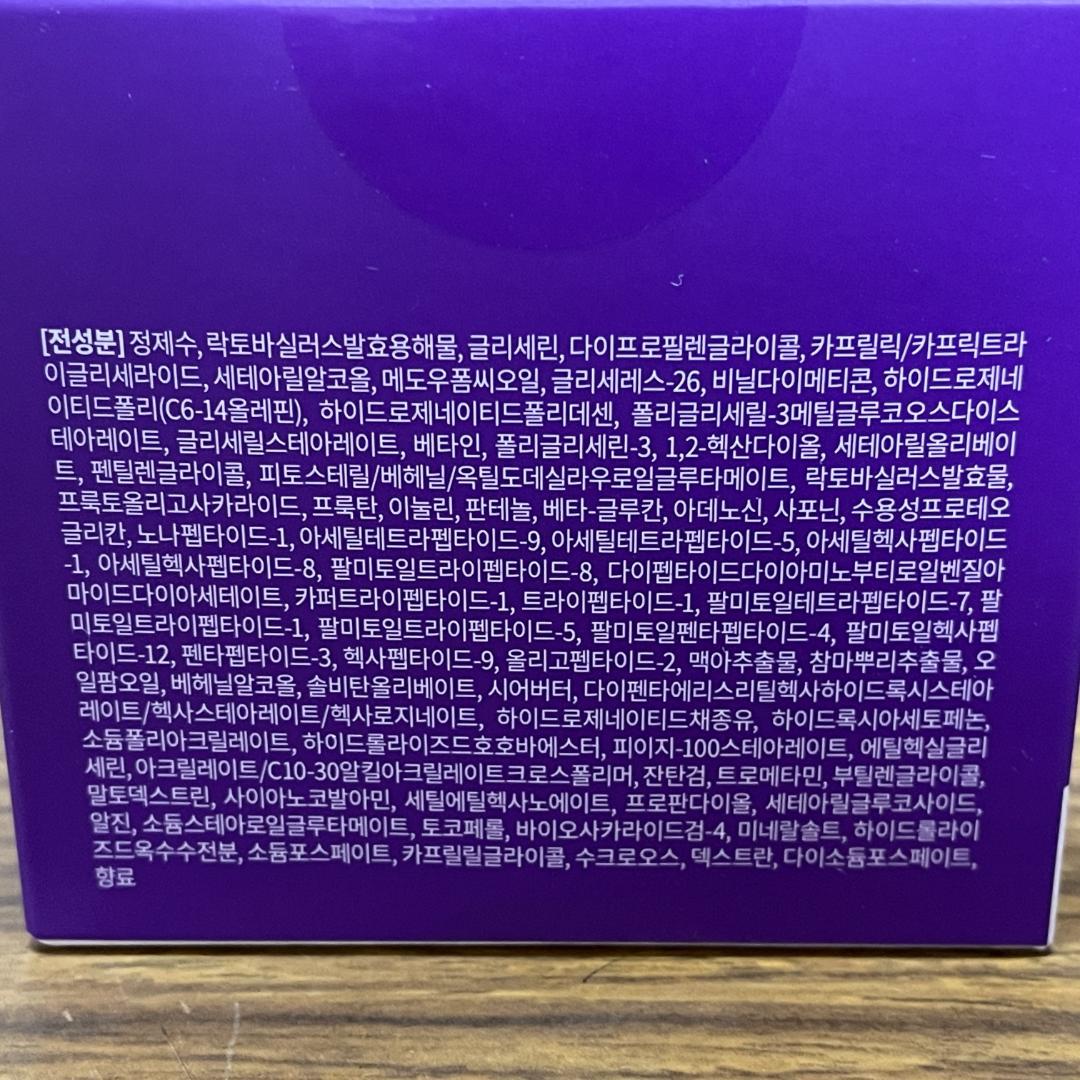 [전성분] 정제수, 락토바실러스발효용해물, 글리세린, 다이프로필렌글라이콜, 카프릴릭/카프릭트라
이글리세라이드, 세테아릴알코올, 메도우폼씨오일, 글리세레스-26, 비닐다이메티콘, 하이드로제네
이티드폴리(C6-14올레핀), 하이드로제네이티드폴리데센, 폴리글리세릴-3메틸글루코오스다이스
테아레이트, 글리세릴스테아레이트, 베타인, 폴리글리세린-3, 1,2-헥산다이올, 세테아릴올리베이
트, 펜틸렌글라이콜, 피토스테릴/베헤닐/옥틸도데실라우로일글루타메이트, 락토바실러스발효물,
프룩토올리고사카라이드, 프룩탄, 이눌린, 판테놀, 베타-글루칸, 아데노신, 사포닌, 수용성프로테오
글리칸, 노나펩타이드-1, 아세틸테트라펩타이드-9, 아세틸테트라펩타이드-5, 아세틸헥사펩타이드
-1, 아세틸헥사펩타이드-8, 팔미토일트라이펩타이드-8, 다이펩타이드다이아미노부티로일벤질아
마이드다이아세테이트, 카퍼트라이펩타이드-1, 트라이펩타이드-1, 팔미토일테트라펩타이드-7, 팔
미토일트라이펩타이드-1, 팔미토일트라이펩타이드-5, 팔미토일펜타펩타이드-4, 팔미토일헥사펩
타이드-12, 펜타펩타이드-3, 헥사펩타이드-9, 올리고펩타이드-2, 맥아추출물, 참마뿌리추출물, 오
일팜오일, 베헤닐알코올, 솔비탄올리베이트, 시어버터, 다이펜타에리스리틸헥사하이드록시스테아
레이트/헥사스테아레이트/헥사로지네이트, 하이드로제네이티드채종유, 하이드록시아세토페논,
소듐폴리아크릴레이트, 하이드롤라이즈드호호바에스터, 피이지-100스테아레이트, 에틸헥실글리
세린, 아크릴레이트/C10-30알킬아크릴레이트크로스폴리머, 잔탄검, 트로메타민, 부틸렌글라이콜,
말토덱스트린, 사이아노코발아민, 세틸에틸헥사노에이트, 프로판다이올, 세테아릴글루코사이드,
알진, 소듐스테아로일글루타메이트, 토코페롤, 바이오사카라이드검-4, 미네랄솔트, 하이드롤라이
즈드옥수수전분, 소듐포스페이트, 카프릴릴글라이콜, 수크로오스, 덱스트란, 다이소듐포스페이트,
향료